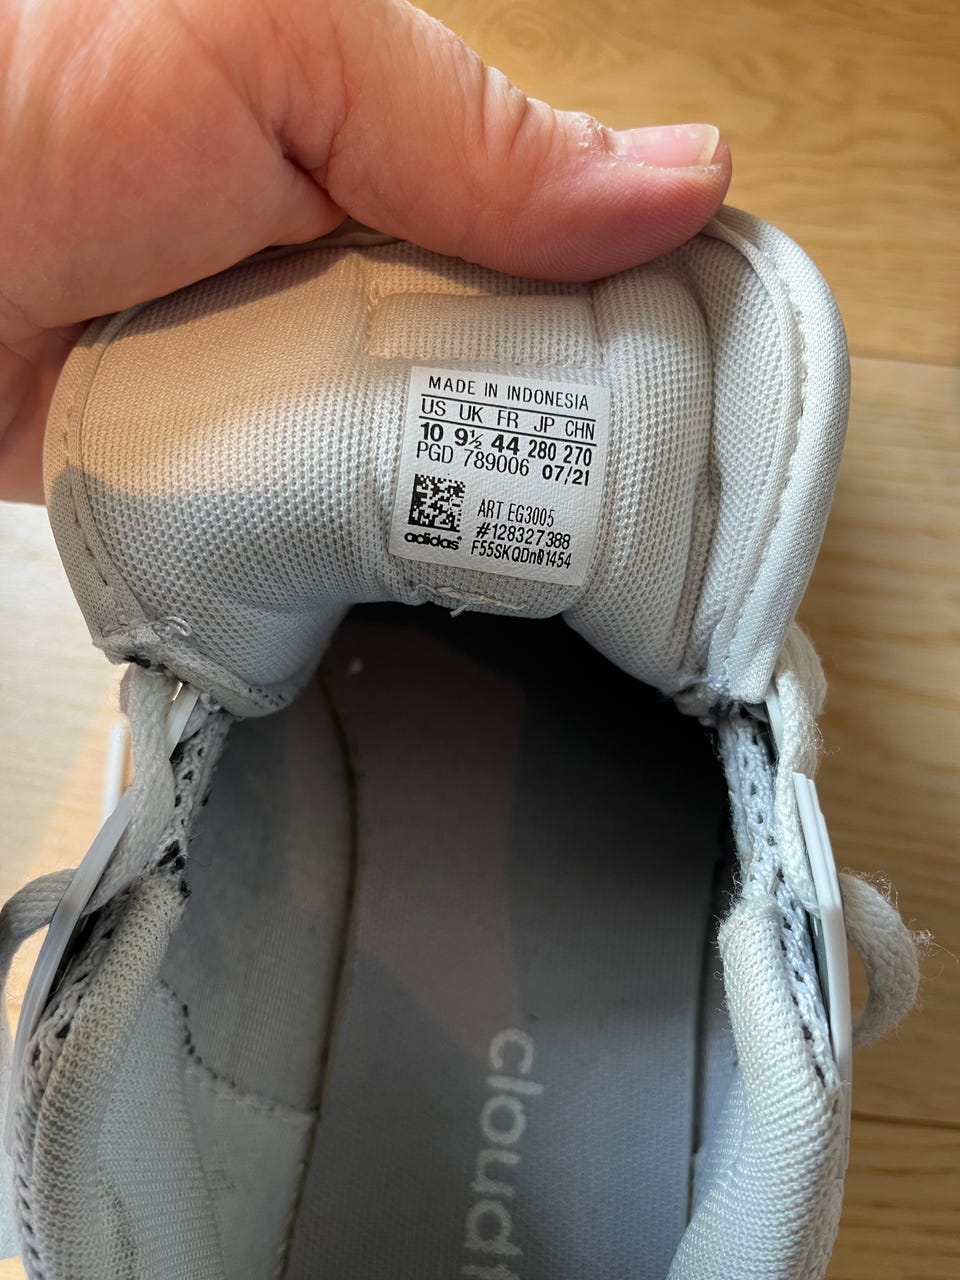 MADE IN INDONESIA
US UK FR JP CHN
10 9½ 44 280 270
PGD 789006 07/21
ART EG3005
#128327388
adidas® F55SKQDn01454
cloudf